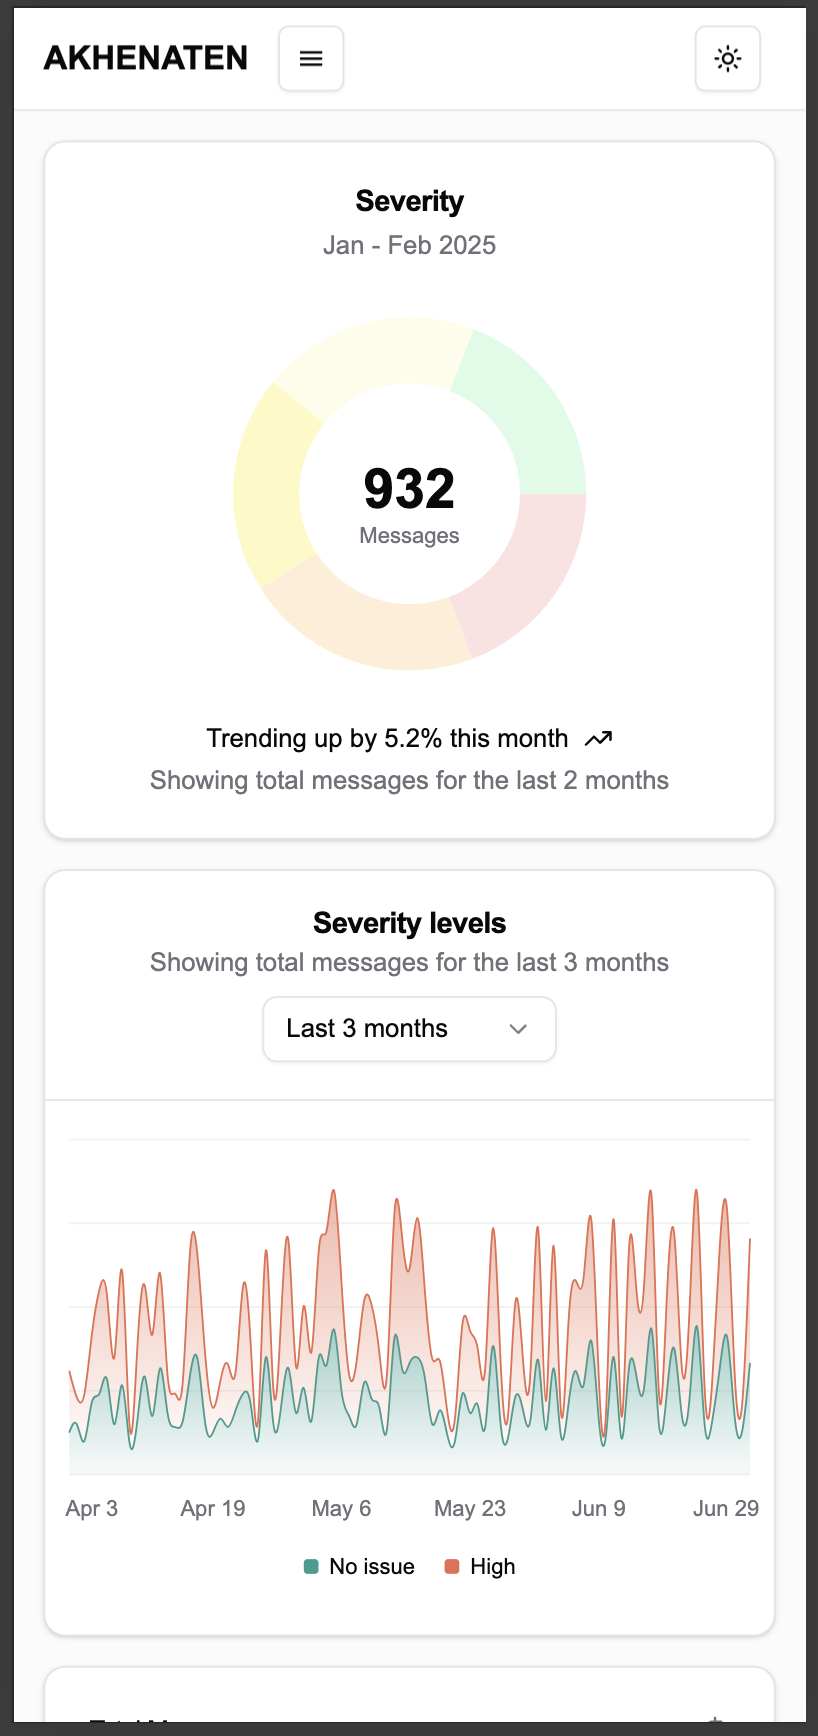 AKHENATEN
Severity
Jan - Feb 2025
932
Messages
Trending up by 5.2% this month
Showing total messages for the last 2 months
Severity levels
Showing total messages for the last 3 months
Last 3 months
Apr 3 Apr 19 May 6 May 23 Jun 9 Jun 29
No issue High